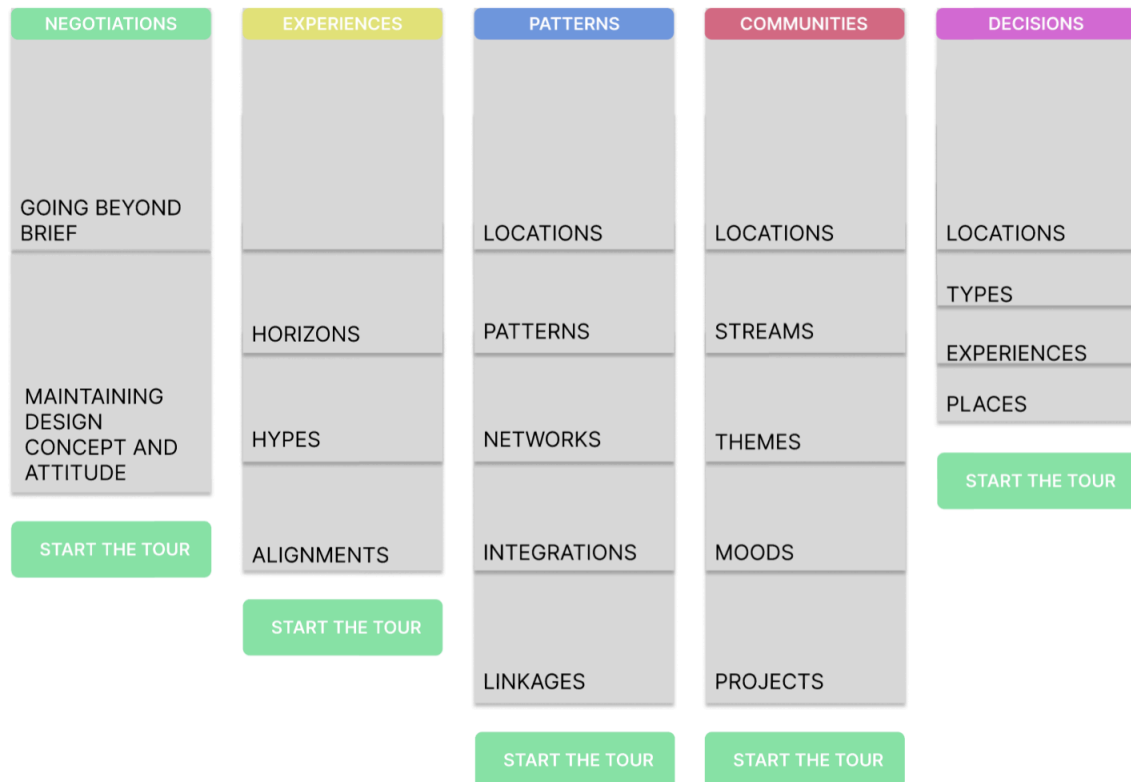 NEGOTIATIONS
GOING BEYOND
BRIEF
MAINTAINING
DESIGN
CONCEPT AND
ATTITUDE
START THE TOUR
EXPERIENCES
HORIZONS
HYPES
ALIGNMENTS
START THE TOUR
PATTERNS
LOCATIONS
PATTERNS
NETWORKS
INTEGRATIONS
LINKAGES
START THE TOUR
COMMUNITIES
LOCATIONS
STREAMS
THEMES
MOODS
PROJECTS
START THE TOUR
DECISIONS
LOCATIONS
TYPES
EXPERIENCES
PLACES
START THE TOUR